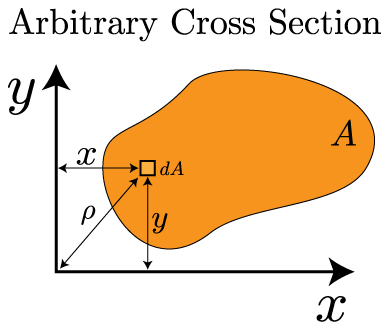 Arbitrary Cross Section
y
A
x
dA
ρ
y
x